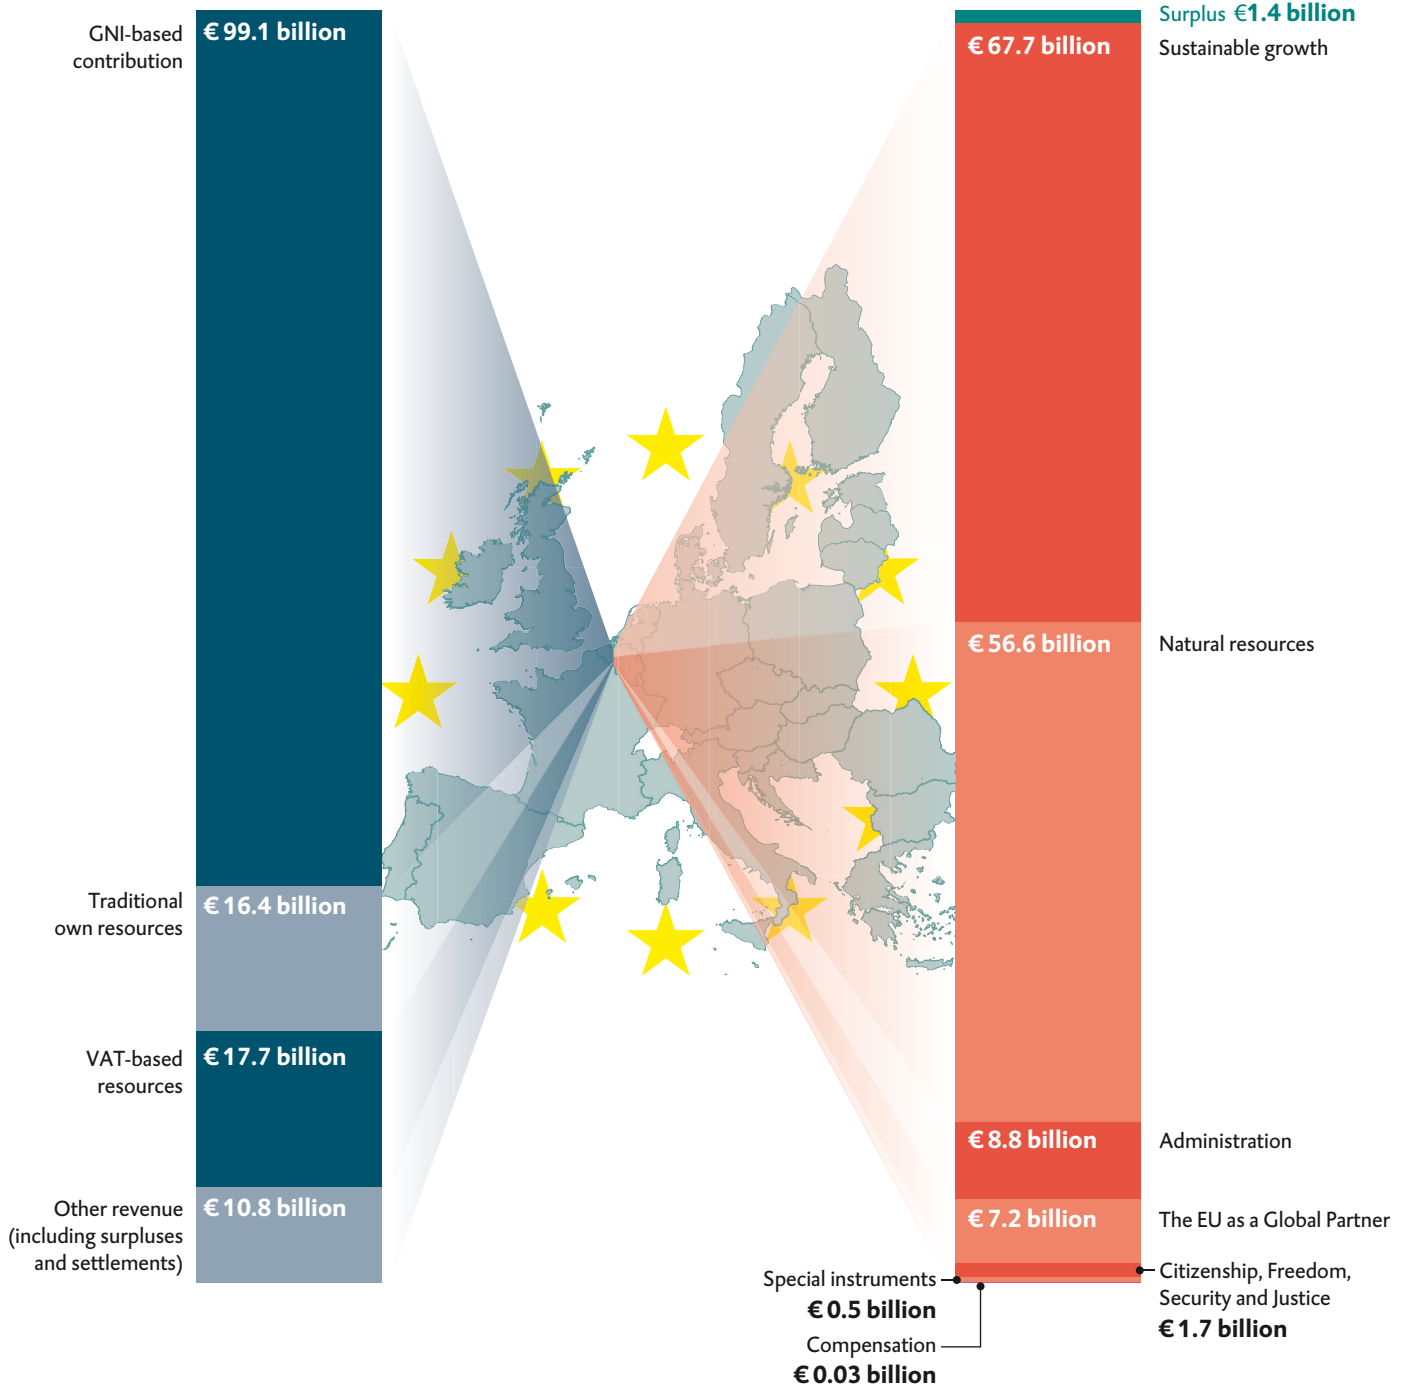 GNI-based
contribution
€ 99.1 billion
Traditional
own resources
€ 16.4 billion
VAT-based
resources
€ 17.7 billion
Other revenue
(including surpluses
and settlements)
€ 10.8 billion
Surplus €1.4 billion
€ 67.7 billion
Sustainable growth
€ 56.6 billion
Natural resources
€ 8.8 billion
Administration
€ 7.2 billion
The EU as a Global Partner
Citizenship, Freedom,
Security and Justice
€ 1.7 billion
Special instruments
€ 0.5 billion
Compensation
€ 0.03 billion